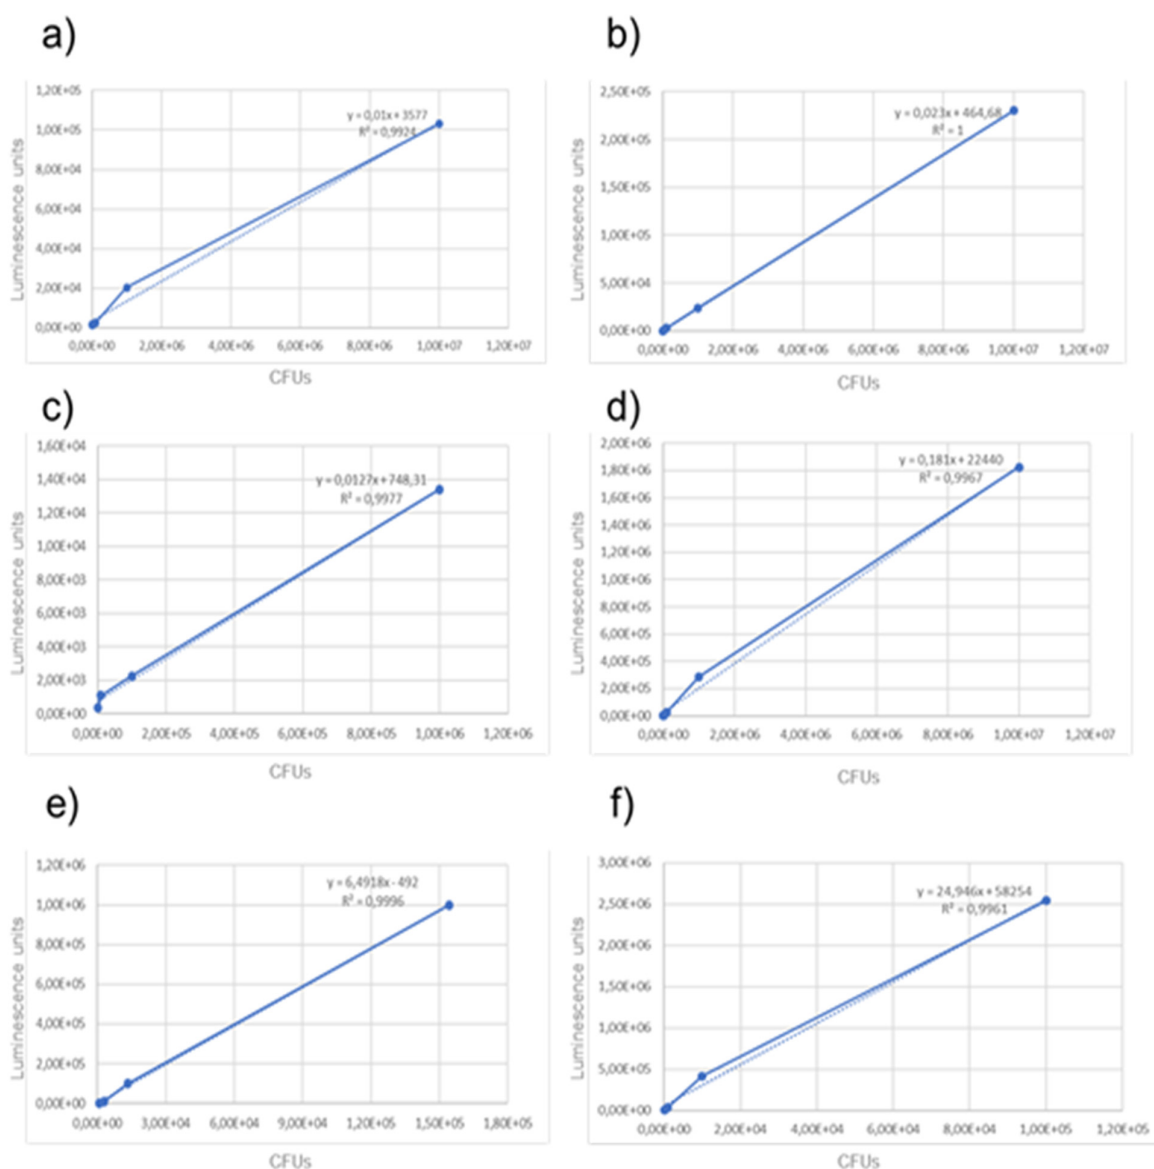 a)
1,20E+05
1,00E+05
8,00E+04
6,00E+04
4,00E+04
2,00E+04
0,00E+00
Luminescence units
y = 0,01x + 3577
R² = 0,9924
0,00E+00 2,00E+06 4,00E+06 6,00E+06 8,00E+06 1,00E+07 1,20E+07
CFUs
b)
2,50E+05
2,00E+05
1,50E+05
1,00E+05
5,00E+04
0,00E+00
Luminescence units
y = 0,023x + 464,68
R² = 1
0,00E+00 2,00E+06 4,00E+06 6,00E+06 8,00E+06 1,00E+07 1,20E+07
CFUs
c)
1,60E+04
1,40E+04
1,20E+04
1,00E+04
8,00E+03
6,00E+03
4,00E+03
2,00E+03
0,00E+00
Luminescence units
y = 0,0127x + 748,31
R² = 0,9977
0,00E+00 2,00E+05 4,00E+05 6,00E+05 8,00E+05 1,00E+06 1,20E+06
CFUs
d)
2,00E+06
1,80E+06
1,60E+06
1,40E+06
1,20E+06
1,00E+06
8,00E+05
6,00E+05
4,00E+05
2,00E+05
0,00E+00
Luminescence units
y = 0,181x + 22440
R² = 0,9967
0,00E+00 2,00E+06 4,00E+06 6,00E+06 8,00E+06 1,00E+07 1,20E+07
CFUs
e)
1,20E+06
1,00E+06
8,00E+05
6,00E+05
4,00E+05
2,00E+05
0,00E+00
Luminescence units
y = 6,4918x - 492
R² = 0,9996
0,00E+00 3,00E+04 6,00E+04 9,00E+04 1,20E+05 1,50E+05 1,80E+05
CFUs
f)
3,00E+06
2,50E+06
2,00E+06
1,50E+06
1,00E+06
5,00E+05
0,00E+00
Luminescence units
y = 24,946x + 58254
R² = 0,9961
0,00E+00 2,00E+04 4,00E+04 6,00E+04 8,00E+04 1,00E+05 1,20E+05
CFUs